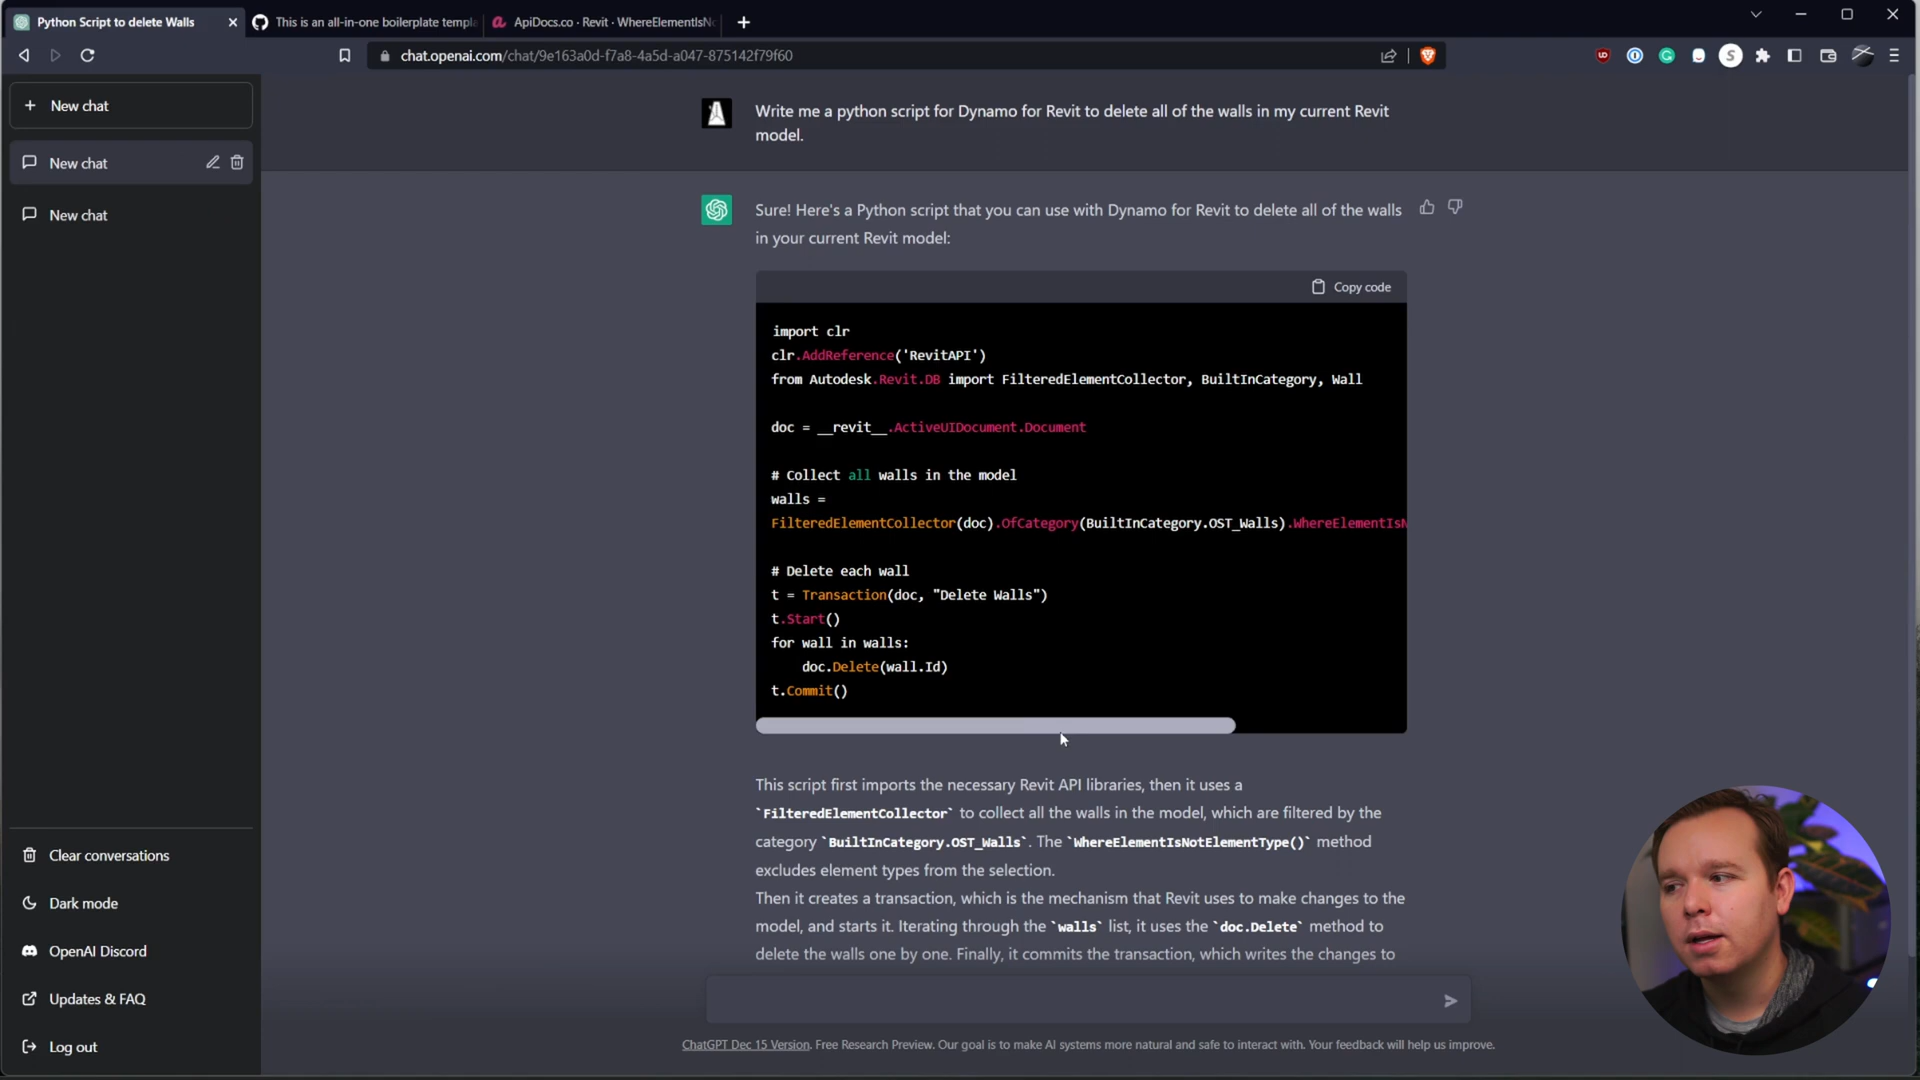 Python Script to delete Walls
This is an all-in-one boilerplate templa
ApiDocs.co · Revit · WhereElementIsNo
chat.openai.com/chat/9e163a0d-f7a8-4a5d-a047-875142f79f60
New chat
New chat
New chat
Write me a python script for Dynamo for Revit to delete all of the walls in my current Revit
model.
Sure! Here's a Python script that you can use with Dynamo for Revit to delete all of the walls
in your current Revit model:
Copy code
import clr
clr.AddReference('RevitAPI')
from Autodesk.Revit.DB import FilteredElementCollector, BuiltInCategory, Wall
doc = __revit__.ActiveUIDocument.Document
# Collect all walls in the model
walls =
FilteredElementCollector(doc).OfCategory(BuiltInCategory.OST_Walls).WhereElementIsN
# Delete each wall
t = Transaction(doc, "Delete Walls")
t.Start()
for wall in walls:
    doc.Delete(wall.Id)
t.Commit()
This script first imports the necessary Revit API libraries, then it uses a
`FilteredElementCollector` to collect all the walls in the model, which are filtered by the
category `BuiltInCategory.OST_Walls`. The `WhereElementIsNotElementType()` method
excludes element types from the selection.
Then it creates a transaction, which is the mechanism that Revit uses to make changes to the
model, and starts it. Iterating through the `walls` list, it uses the `doc.Delete` method to
delete the walls one by one. Finally, it commits the transaction, which writes the changes to
Clear conversations
Dark mode
OpenAI Discord
Updates & FAQ
Log out
ChatGPT Dec 15 Version. Free Research Preview. Our goal is to make AI systems more natural and safe to interact with. Your feedback will help us improve.